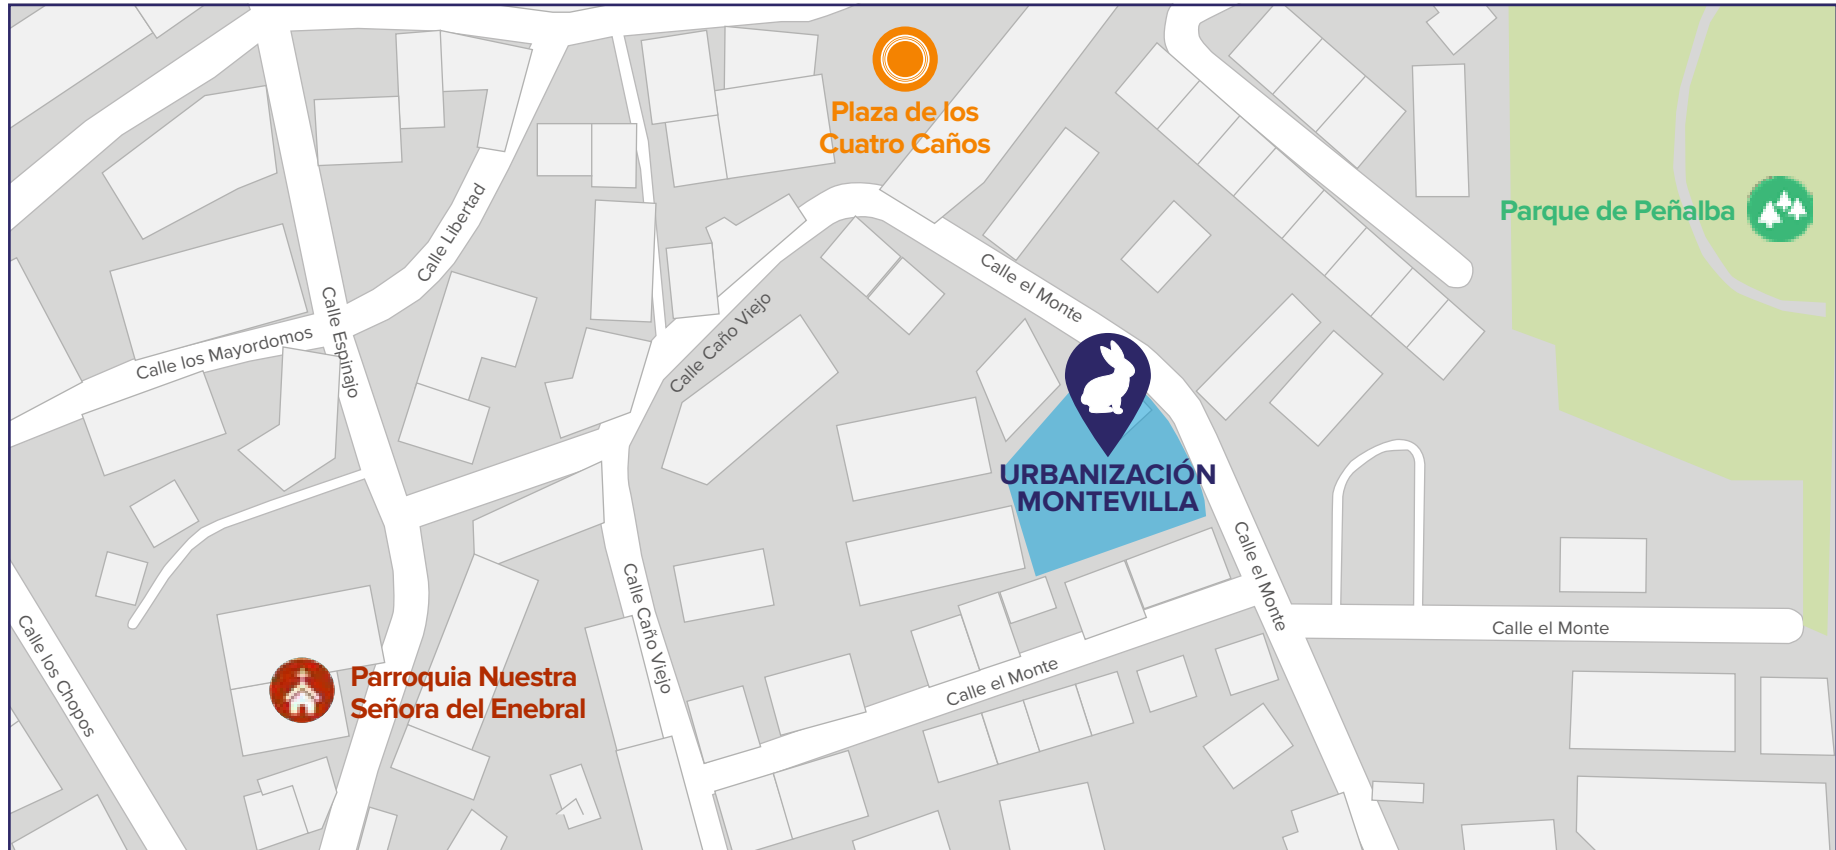 Plaza de los
Cuatro Caños
Parque de Peñalba
Calle Libertad
Calle el Monte
Calle Espinajo
Calle los Mayordomos
Calle Caño Viejo
URBANIZACIÓN
MONTEVILLA
Calle el Monte
Calle Caño Viejo
Calle el Monte
Calle los Chopos
Calle el Monte
Parroquia Nuestra
Señora del Enebral